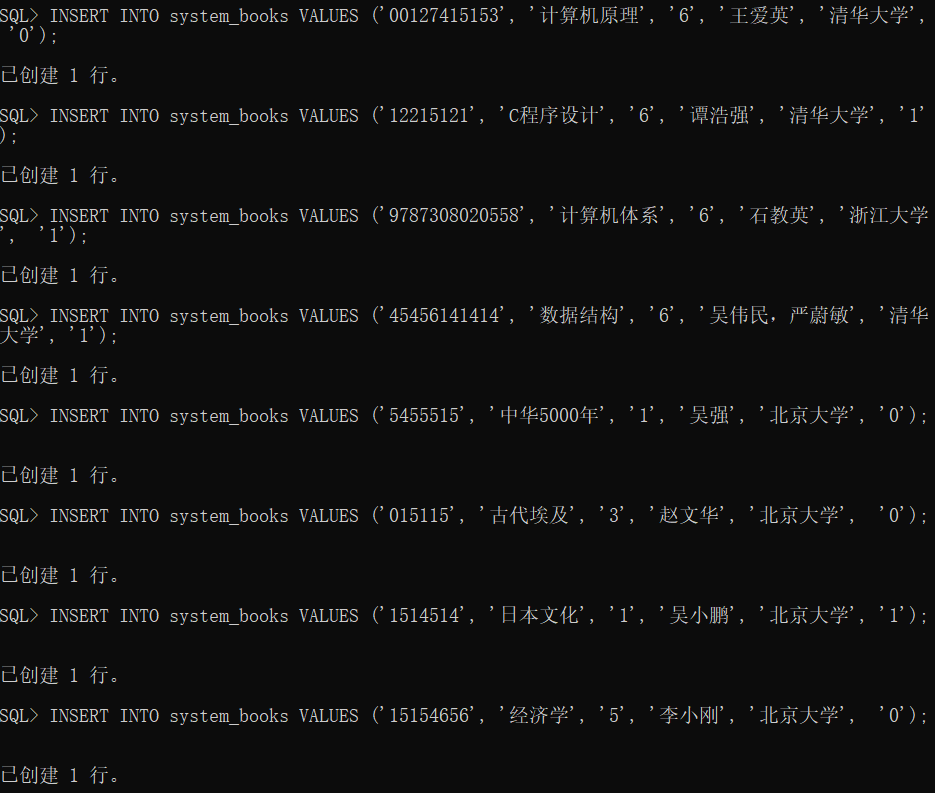 SQL> INSERT INTO system_books VALUES ('00127415153', '计算机原理', '6', '王爱英', '清华大学',
'0');
已创建 1 行。
SQL> INSERT INTO system_books VALUES ('12215121', 'C程序设计', '6', '谭浩强', '清华大学', '1'
);
已创建 1 行。
SQL> INSERT INTO system_books VALUES ('9787308020558', '计算机体系', '6', '石教英', '浙江大学
', '1');
已创建 1 行。
SQL> INSERT INTO system_books VALUES ('45456141414', '数据结构', '6', '吴伟民，严蔚敏', '清华
大学', '1');
已创建 1 行。
SQL> INSERT INTO system_books VALUES ('5455515', '中华5000年', '1', '吴强', '北京大学', '0');
已创建 1 行。
SQL> INSERT INTO system_books VALUES ('015115', '古代埃及', '3', '赵文华', '北京大学', '0');
已创建 1 行。
SQL> INSERT INTO system_books VALUES ('1514514', '日本文化', '1', '吴小鹏', '北京大学', '1');
已创建 1 行。
SQL> INSERT INTO system_books VALUES ('15154656', '经济学', '5', '李小刚', '北京大学', '0');
已创建 1 行。